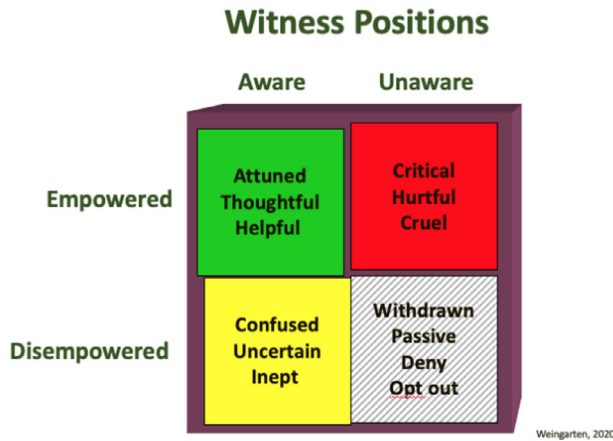 Witness Positions
Aware Unaware
Empowered
Attuned
Thoughtful
Helpful
Critical
Hurtful
Cruel
Disempowered
Confused
Uncertain
Inept
Withdrawn
Passive
Deny
Opt out
Weingarten, 2020